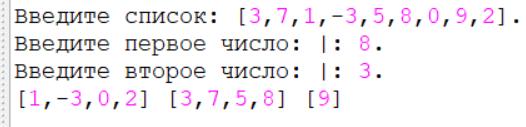 Введите список: [3,7,1,-3,5,8,0,9,2].
Введите первое число: |: 8.
Введите второе число: |: 3.
[1,-3,0,2] [3,7,5,8] [9]